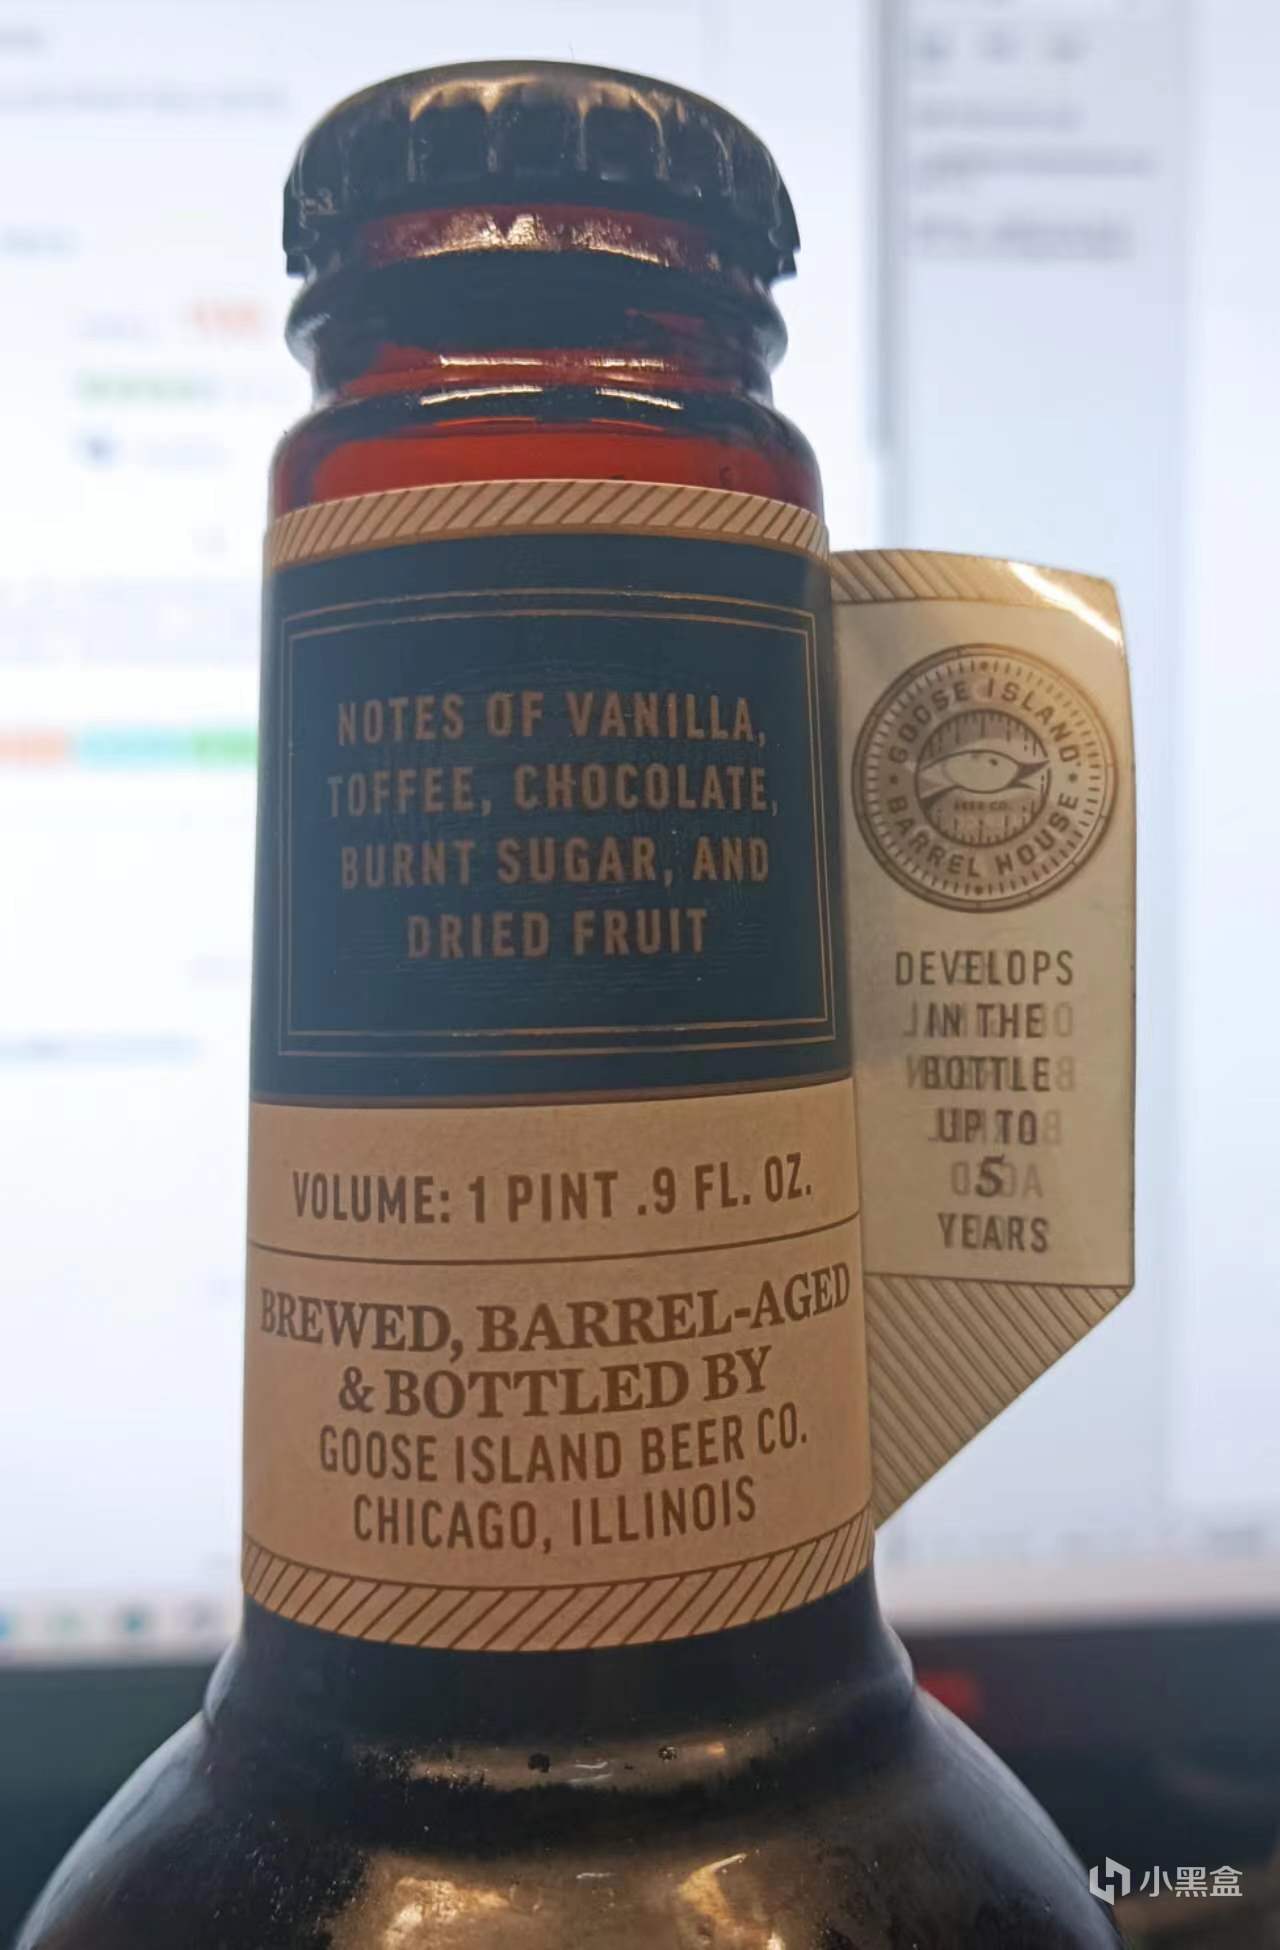 NOTES OF VANILLA,
TOFFEE, CHOCOLATE,
BURNT SUGAR, AND
DRIED FRUIT
VOLUME: 1 PINT .9 FL. OZ.
BREWED, BARREL-AGED
& BOTTLED BY
GOOSE ISLAND BEER CO.
CHICAGO, ILLINOIS
GOOSE ISLAND
BEER CO.
BARREL HOUSE
DEVELOPS
IN THE
BOTTLE
UP TO
5
YEARS
小黑盒